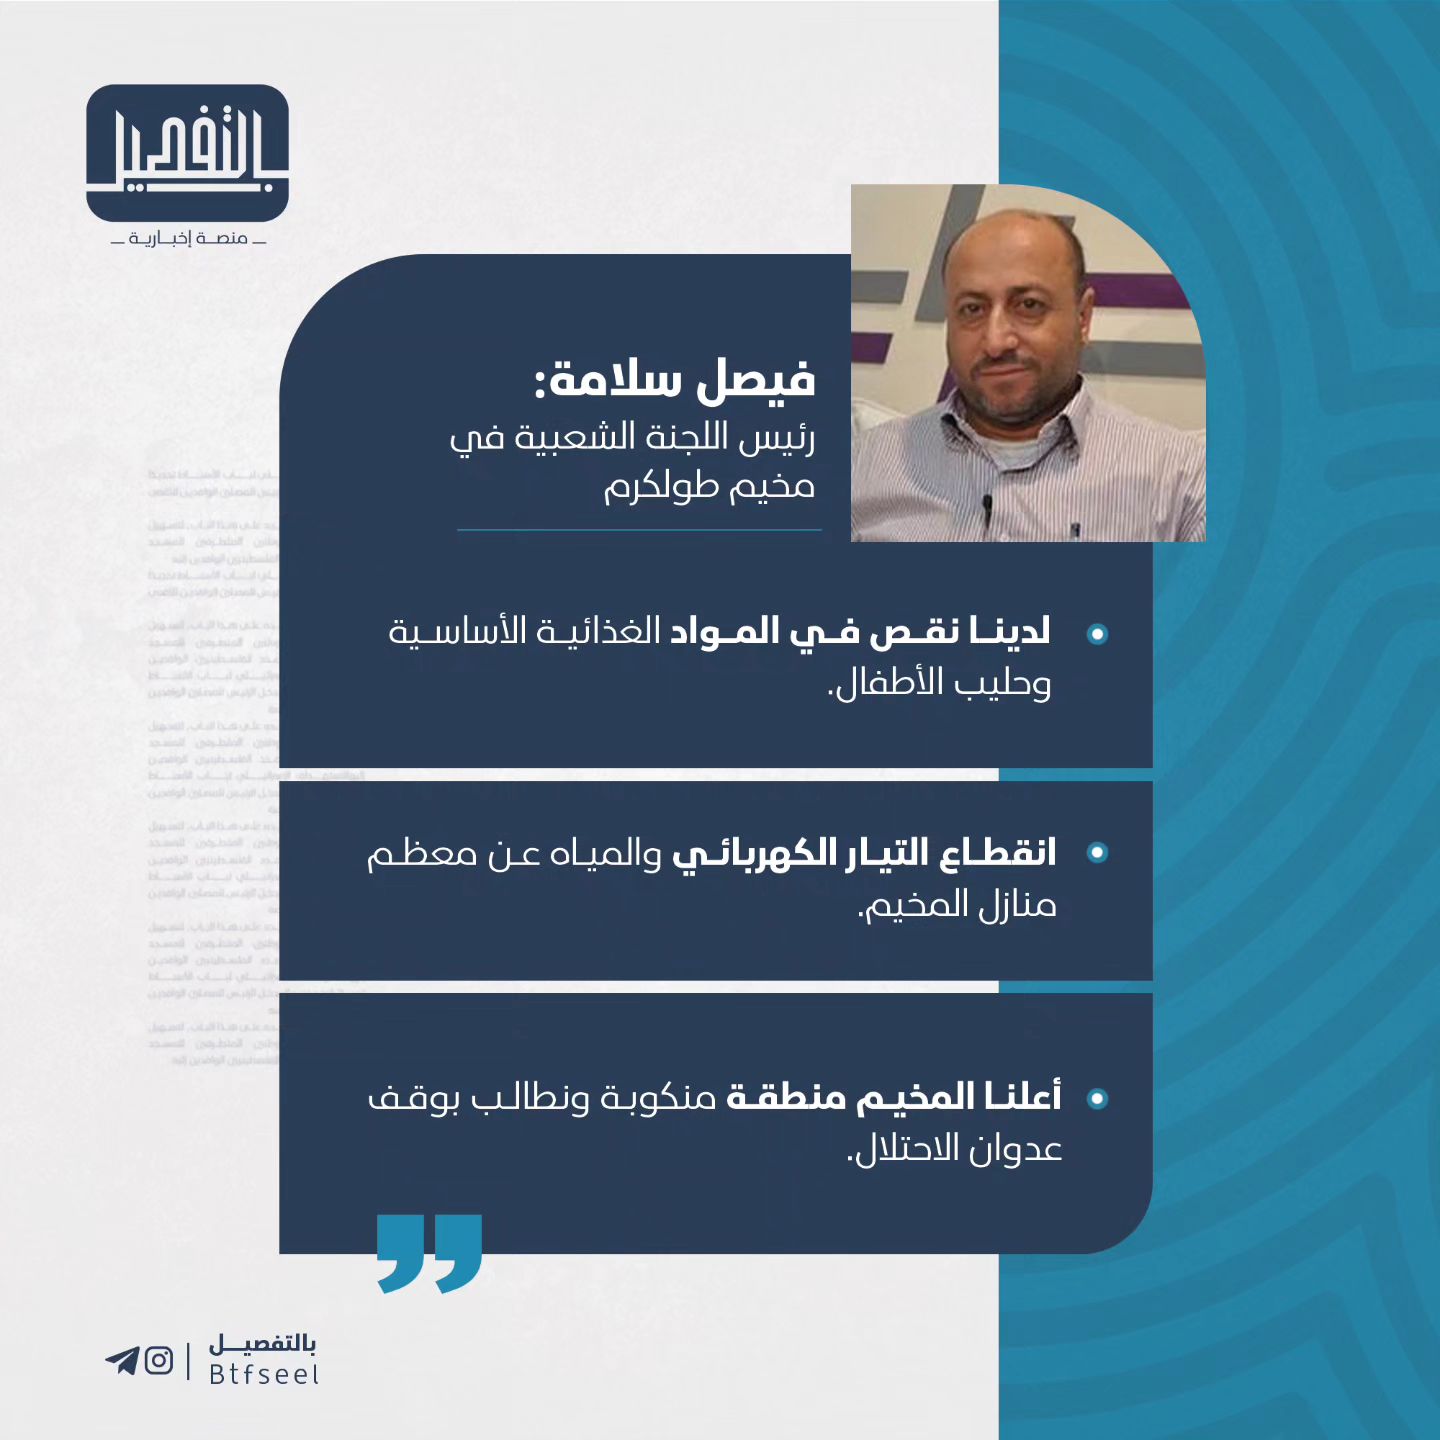 بالتفصيل
منصة إخبارية
فيصل سلامة:
رئيس اللجنة الشعبية في
مخيم طولكرم
لدينا نقص في المواد الغذائية الأساسية
وحليب الأطفال.
انقطاع التيار الكهربائي والمياه عن معظم
منازل المخيم.
أعلنا المخيم منطقة منكوبة ونطالب بوقف
عدوان الاحتلال.
بالتفصيل
Btfseel